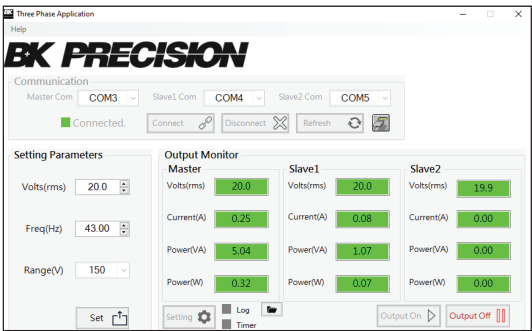 Three Phase Application
Help
BK PRECISION
Communication
Master Com COM3 Slave1 Com COM4 Slave2 Com COM5
Connected. Connect Disconnect Refresh
Setting Parameters
Volts(rms) 20.0
Freq(Hz) 43.00
Range(V) 150
Set
Output Monitor
Master Slave1 Slave2
Volts(rms) 20.0 Volts(rms) 20.0 Volts(rms) 19.9
Current(A) 0.25 Current(A) 0.08 Current(A) 0.00
Power(VA) 5.04 Power(VA) 1.07 Power(VA) 0.00
Power(W) 0.32 Power(W) 0.07 Power(W) 0.00
Setting Log Output On Output Off
Timer